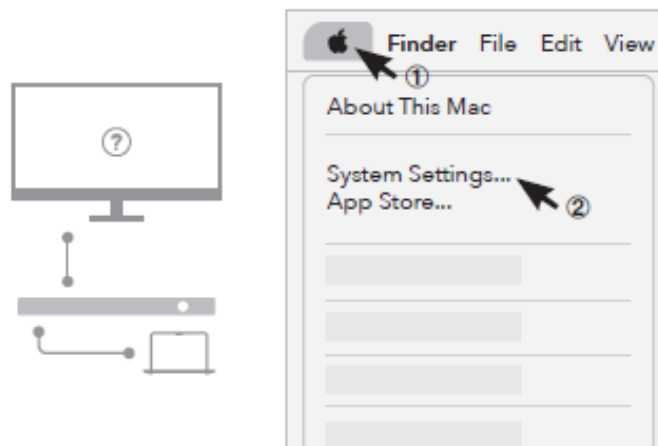 Finder File Edit View
①
About This Mac
?
System Settings...
②
App Store...